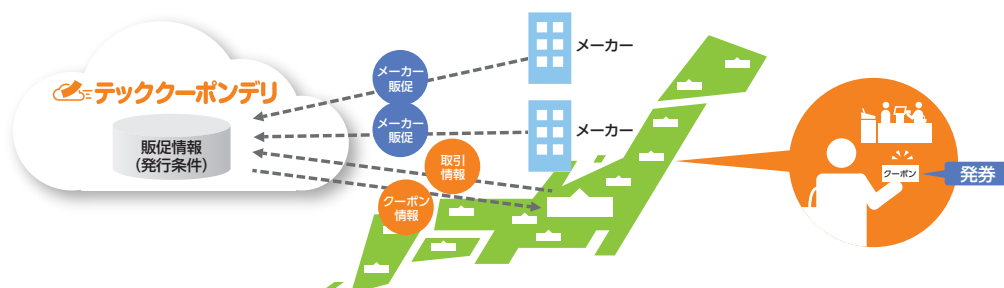 テッククーポンデリ
販促情報
(発行条件)
メーカー
販促
メーカー
販促
取引
情報
クーポン
情報
メーカー
メーカー
クーポン
発券